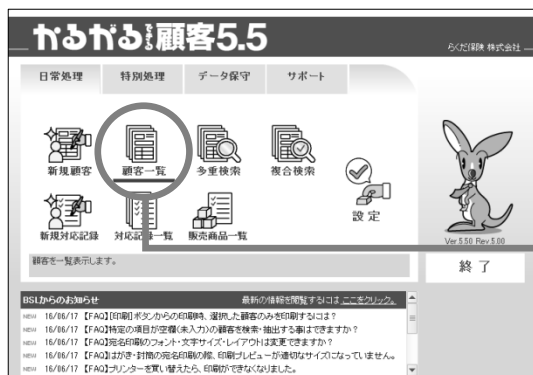 かるがるできる顧客5.5
らくだ保険 株式会社
日常処理 特別処理 データ保守 サポート
新規顧客 顧客一覧 多重検索 複合検索
設定
新規対応記録 対応記録一覧 販売商品一覧
Ver 5.50 Rev.5.00
顧客を一覧表示します。
終了
BSLからのお知らせ 最新の情報を閲覧するには ここをクリック。
NEW 16/06/17 【FAQ】[印刷]ボタンからの印刷時、選択した顧客のみを印刷するには？
NEW 16/06/17 【FAQ】特定の項目が空欄(未入力)の顧客を検索・抽出する事はできますか？
NEW 16/06/17 【FAQ】宛名印刷のフォント・文字サイズ・レイアウトは変更できますか？
NEW 16/06/17 【FAQ】はがき・封筒の宛名印刷の際、印刷プレビューが適切なサイズになっていません。
NEW 16/06/17 【FAQ】プリンターを買い替えたら、印刷ができなくなりました。